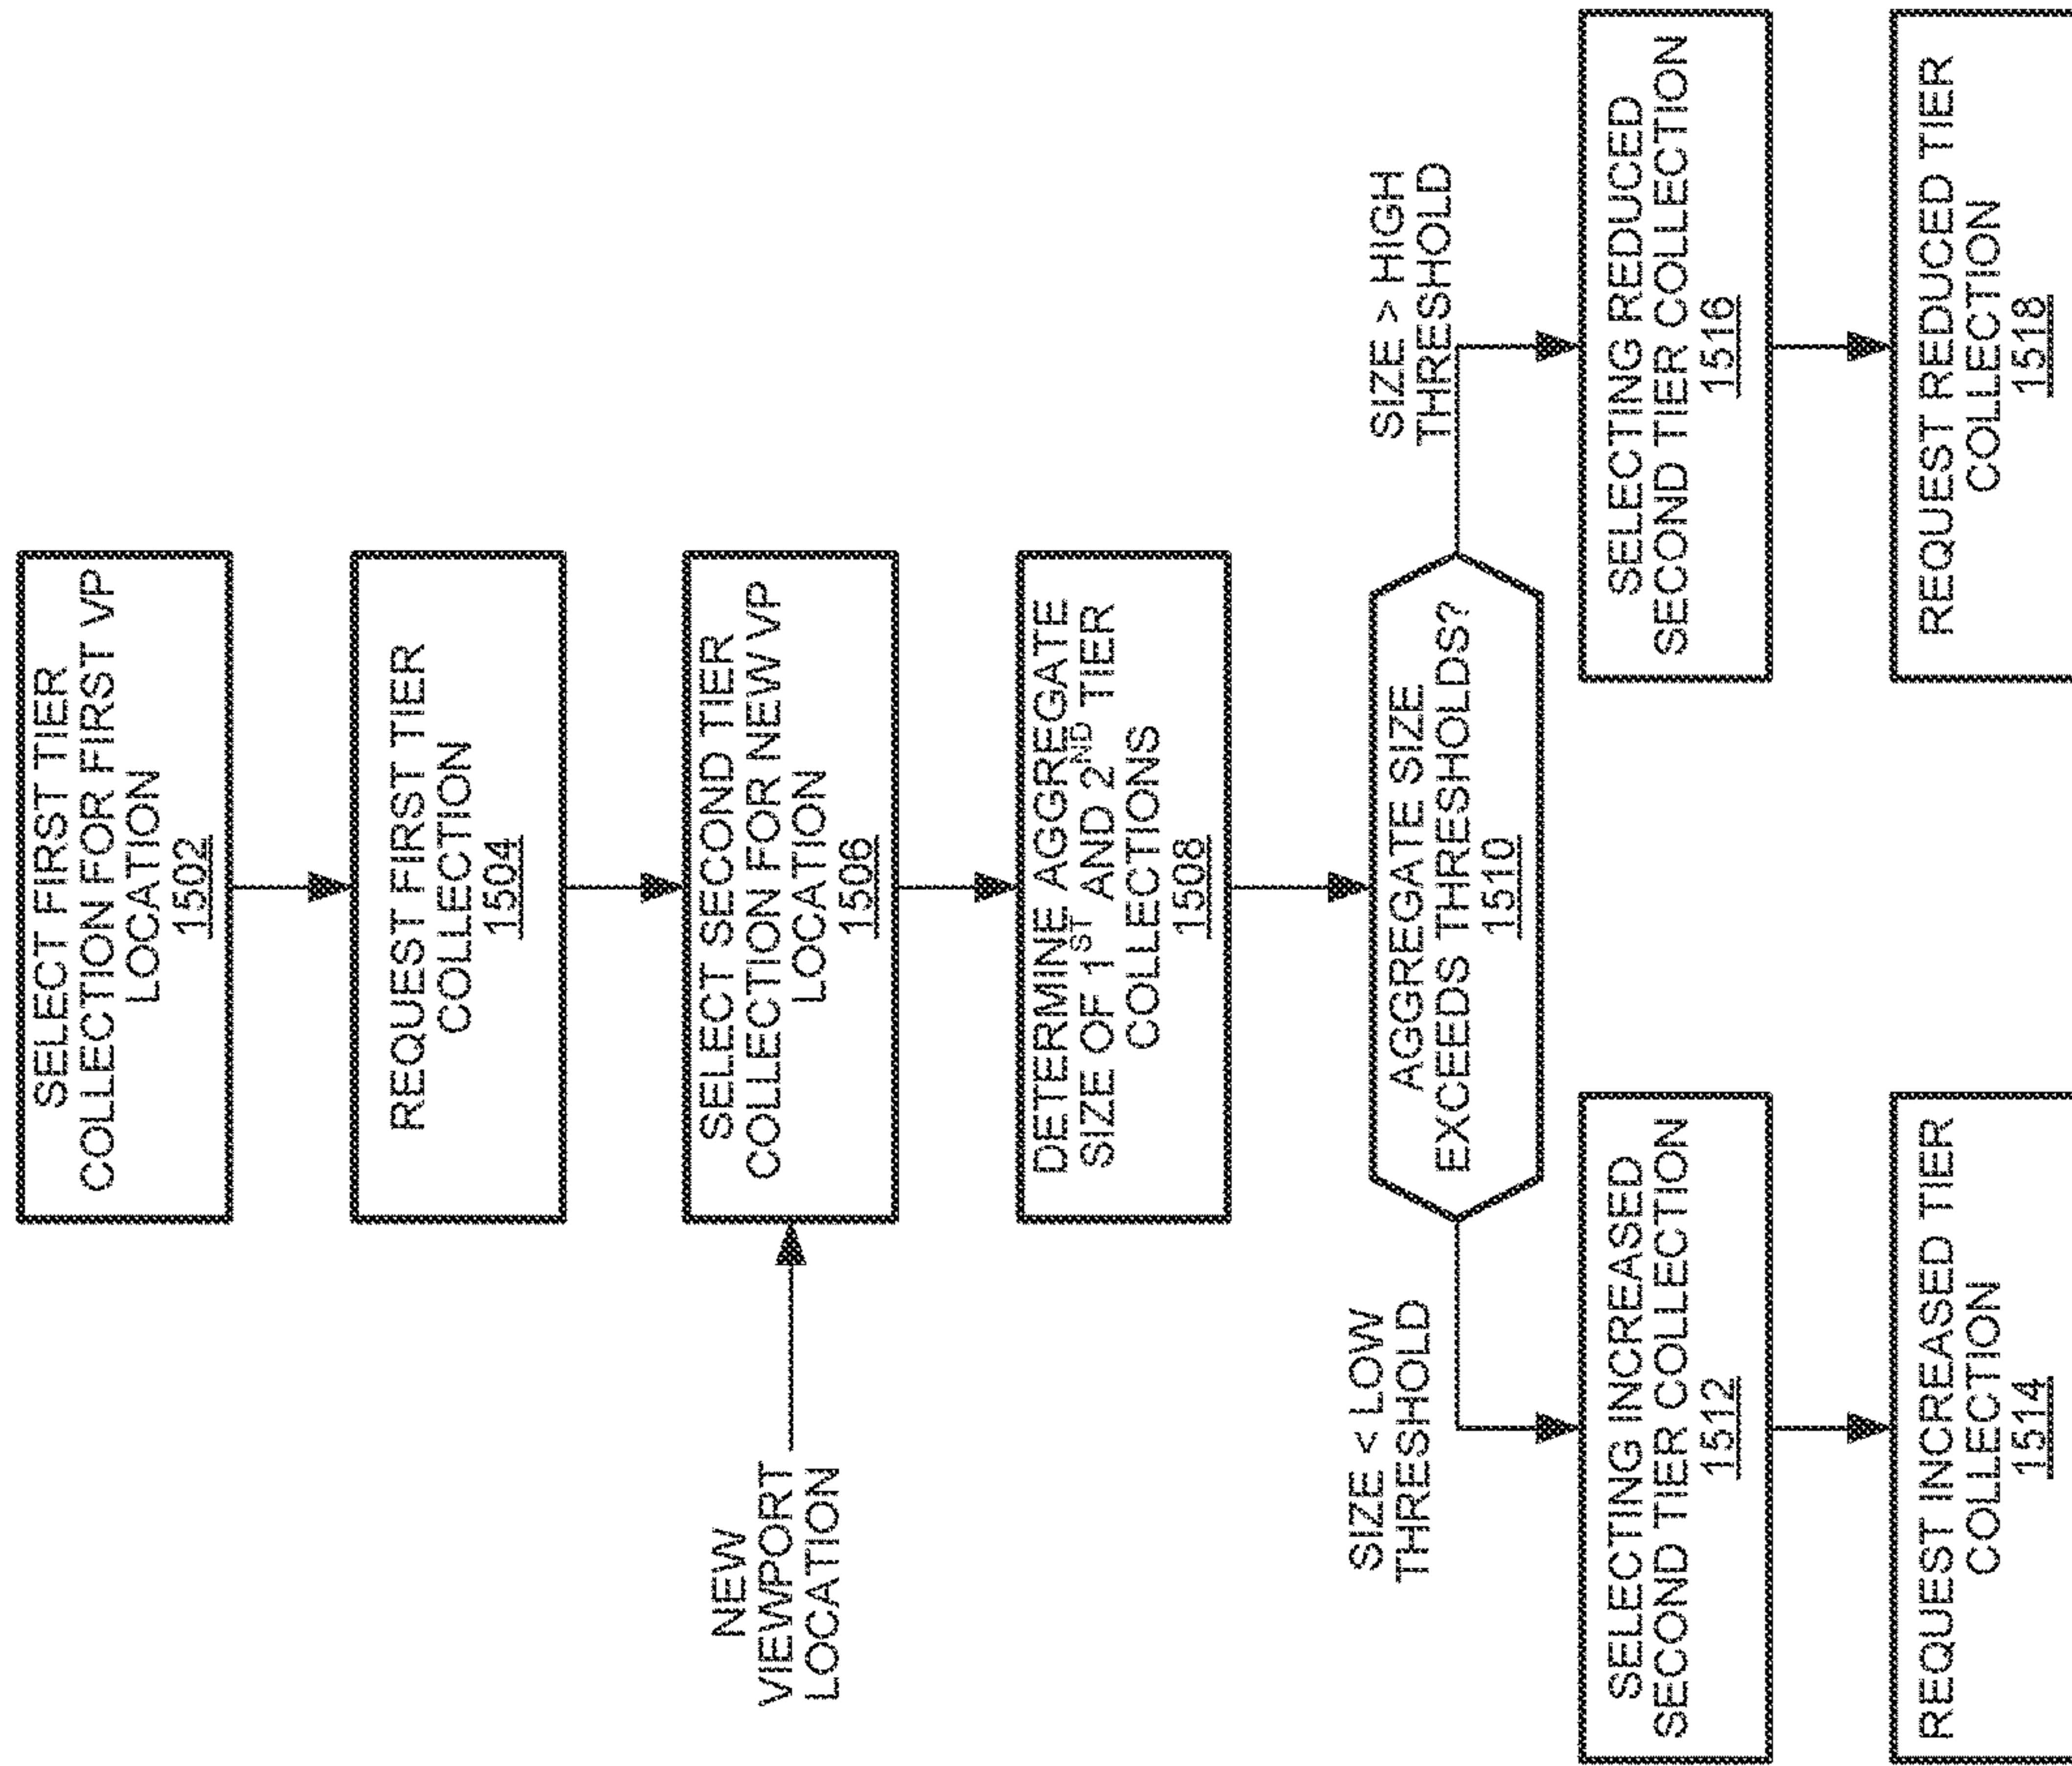 SELECT FIRST TIER
COLLECTION FOR FIRST VP
LOCATION
1502
REQUEST FIRST TIER
COLLECTION
1504
NEW
VIEWPORT
LOCATION
SELECT SECOND TIER
COLLECTION FOR NEW VP
LOCATION
1506
DETERMINE AGGREGATE
SIZE OF 1ST AND 2ND TIER
COLLECTIONS
1508
AGGREGATE SIZE
EXCEEDS THRESHOLDS?
1510
SIZE < LOW
THRESHOLD
SIZE > HIGH
THRESHOLD
SELECTING INCREASED
SECOND TIER COLLECTION
1512
SELECTING REDUCED
SECOND TIER COLLECTION
1516
REQUEST INCREASED TIER
COLLECTION
1514
REQUEST REDUCED TIER
COLLECTION
1518